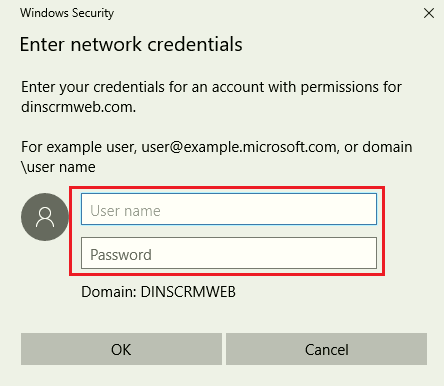 Windows Security
Enter network credentials
Enter your credentials for an account with permissions for
dinscrmweb.com.
For example user, user@example.microsoft.com, or domain
\user name
User name
Password
Domain: DINSCRMWEB
OK
Cancel